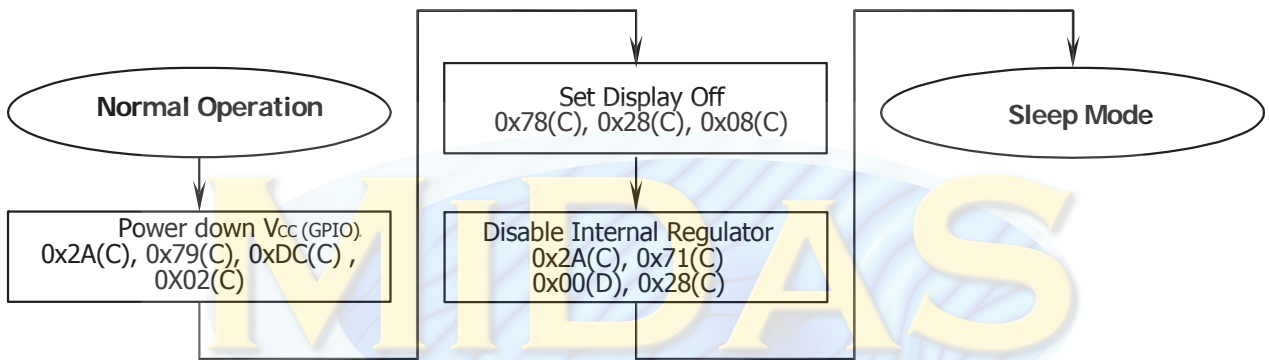 Normal Operation
Power down VCC (GPIO).
0x2A(C), 0x79(C), 0xDC(C) ,
0X02(C)
Set Display Off
0x78(C), 0x28(C), 0x08(C)
Disable Internal Regulator
0x2A(C), 0x71(C)
0x00(D), 0x28(C)
Sleep Mode
MIDAS